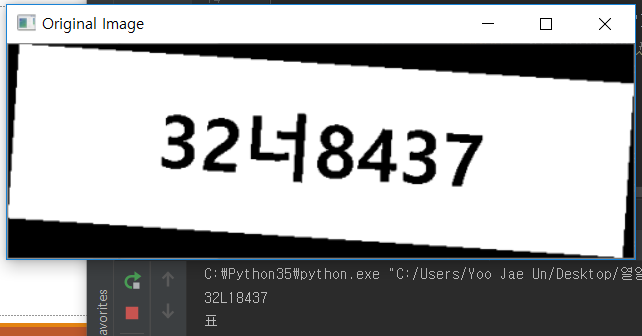 Original Image
32너8437
avorites
C:₩Python35₩python.exe "C:/Users/Yoo Jae Un/Desktop/열
32L18437
표